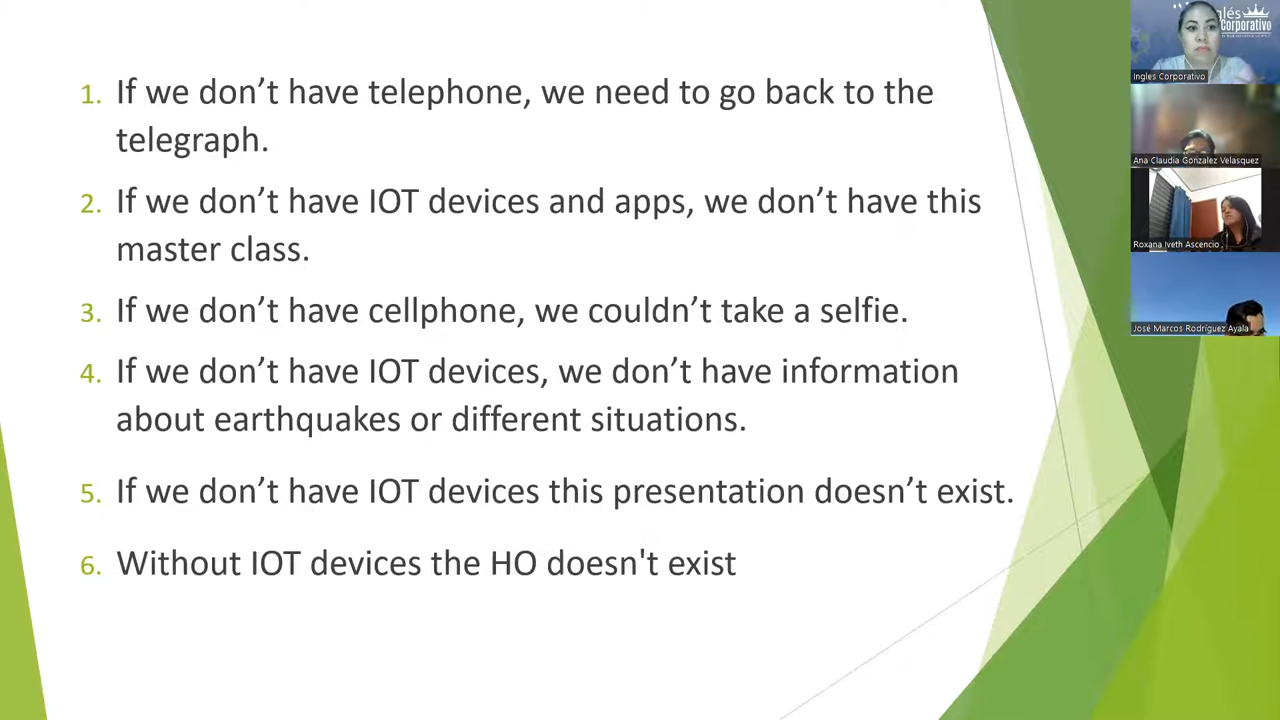 1. If we don’t have telephone, we need to go back to the
telegraph.
2. If we don’t have IOT devices and apps, we don’t have this
master class.
3. If we don’t have cellphone, we couldn’t take a selfie.
4. If we don’t have IOT devices, we don’t have information
about earthquakes or different situations.
5. If we don’t have IOT devices this presentation doesn’t exist.
6. Without IOT devices the HO doesn't exist
Corporativo
Ingles Corporativo
Ana Claudia Gonzalez Velasquez
Roxana Iveth Ascencio
José Marcos Rodríguez Ayala